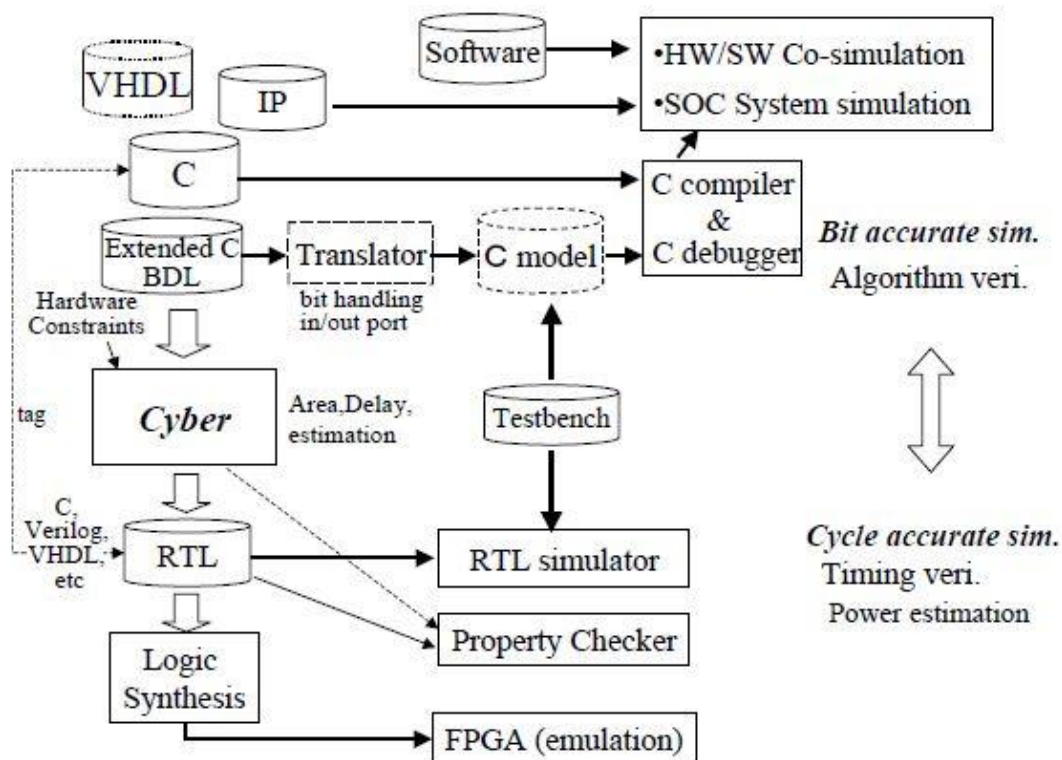 Software
•HW/SW Co-simulation
•SOC System simulation
VHDL
IP
C
C compiler
&
C debugger
Extended C
BDL
Translator
C model
bit handling
in/out port
Bit accurate sim.
Algorithm veri.
Hardware
Constraints
Cyber
Area,Delay,
estimation
Testbench
tag
C,
Verilog,
VHDL,
etc
RTL
RTL simulator
Cycle accurate sim.
Timing veri.
Power estimation
Property Checker
Logic
Synthesis
FPGA (emulation)